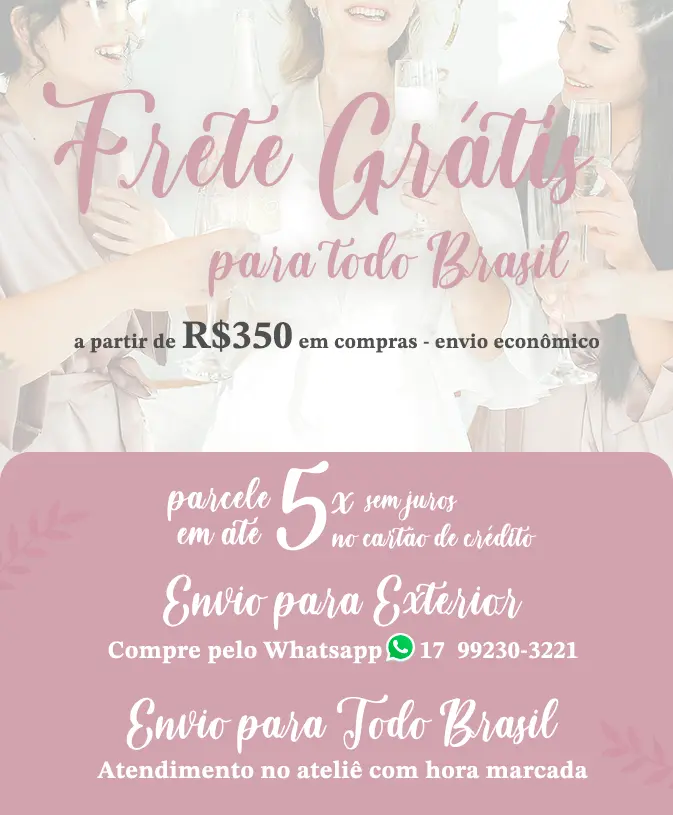 Frete Grátis
para todo Brasil
a partir de R$350 em compras - envio econômico
parcele em até 5x sem juros
no cartão de crédito
Envio para Exterior
Compre pelo Whatsapp 17 99230-3221
Envio para Todo Brasil
Atendimento no ateliê com hora marcada